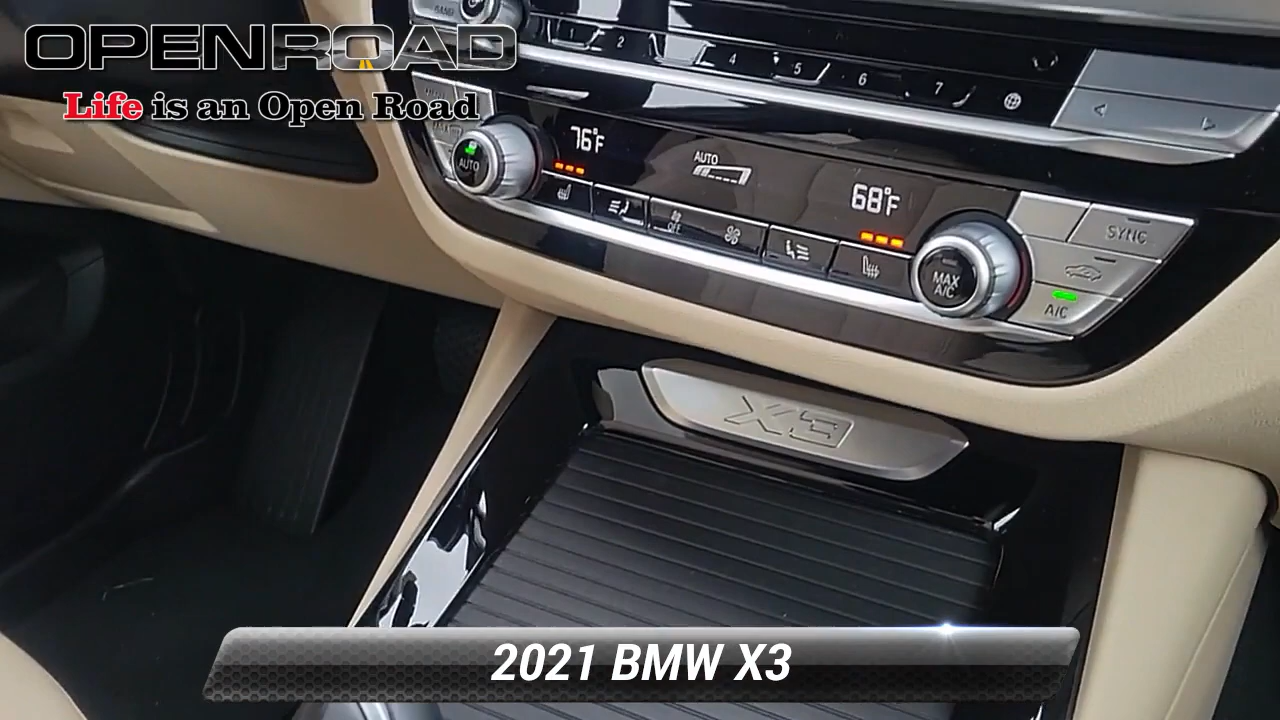 OPENROAD
Life is an Open Road
BAND
1 2 4 5 6 7
AUTO
76°F
AUTO
68°F
OFF
MAX
A/C
SYNC
A/C
X3
2021 BMW X3